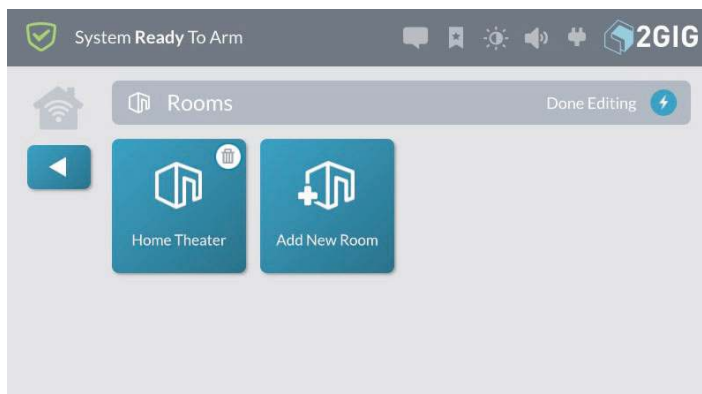 System Ready To Arm
2GIG
Rooms
Done Editing
Home Theater
Add New Room